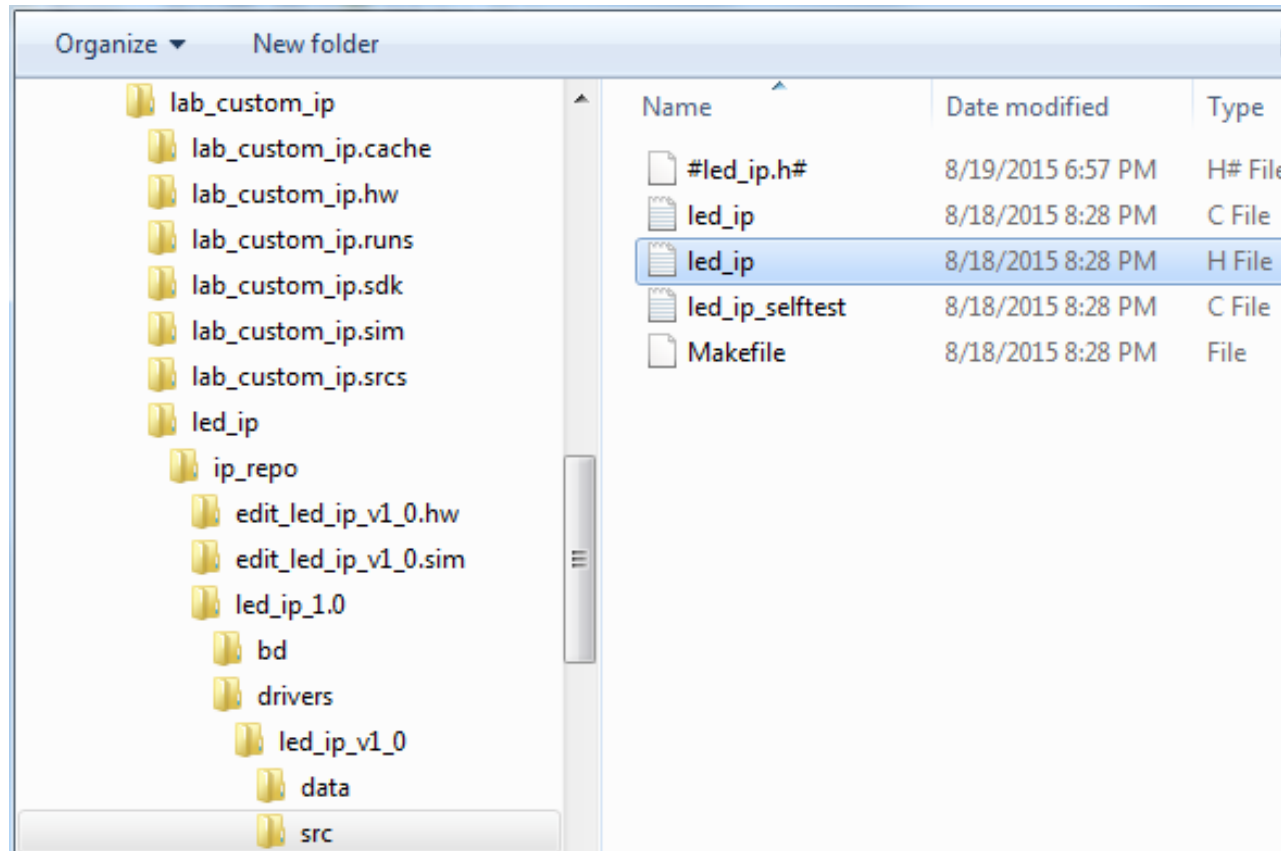 Organize New folder
lab_custom_ip
lab_custom_ip.cache
lab_custom_ip.hw
lab_custom_ip.runs
lab_custom_ip.sdk
lab_custom_ip.sim
lab_custom_ip.srcs
led_ip
ip_repo
edit_led_ip_v1_0.hw
edit_led_ip_v1_0.sim
led_ip_1.0
bd
drivers
led_ip_v1_0
data
src
Name Date modified Type
#led_ip.h# 8/19/2015 6:57 PM H# File
led_ip 8/18/2015 8:28 PM C File
led_ip 8/18/2015 8:28 PM H File
led_ip_selftest 8/18/2015 8:28 PM C File
Makefile 8/18/2015 8:28 PM File